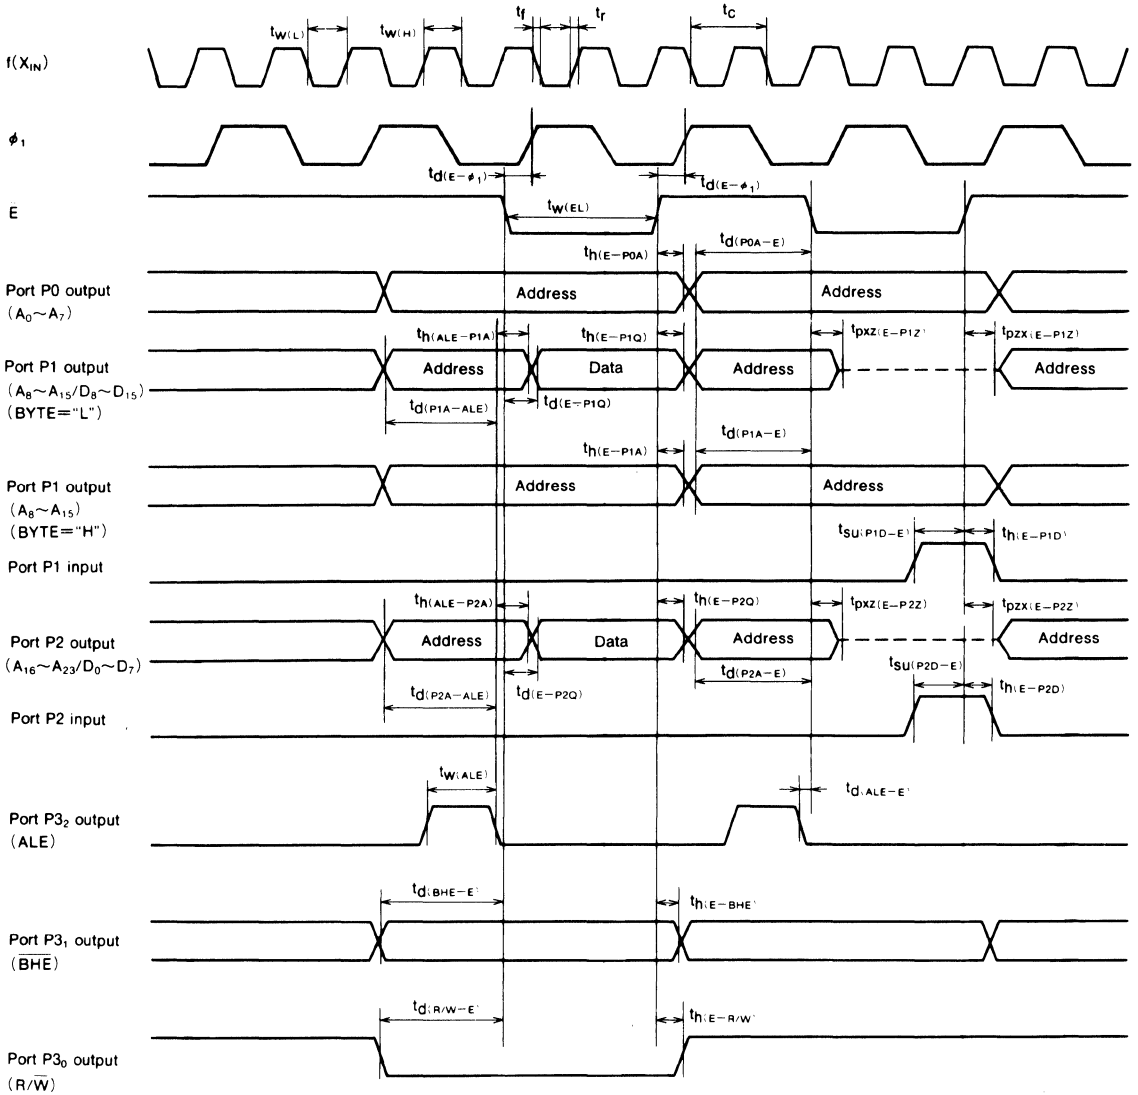 tw(L) tw(H) tf tr tc
f(XIN)
φ1
td(E−φ1) td(E−φ1)
E tw(EL)
th(E−P0A) td(P0A−E)
Port P0 output Address Address
(A0~A7)
th(ALE−P1A) th(E−P1Q) tpxz(E−P1Z) tpzx(E−P1Z)
Port P1 output Address Data Address Address
(A8~A15/D8~D15)
(BYTE="L") td(P1A−ALE) td(E−P1Q) td(P1A−E)
th(E−P1A)
Port P1 output Address Address
(A8~A15)
(BYTE="H") tsu(P1D−E) th(E−P1D)
Port P1 input
th(ALE−P2A) th(E−P2Q) tpxz(E−P2Z) tpzx(E−P2Z)
Port P2 output Address Data Address Address
(A16~A23/D0~D7) tsu(P2D−E)
td(P2A−ALE) td(E−P2Q) td(P2A−E) th(E−P2D)
Port P2 input
tw(ALE) td(ALE−E)
Port P32 output
(ALE)
td(BHE−E) th(E−BHE)
Port P31 output
(B̅H̅E̅)
td(R/W−E) th(E−R/W)
Port P30 output
(R/W̅)